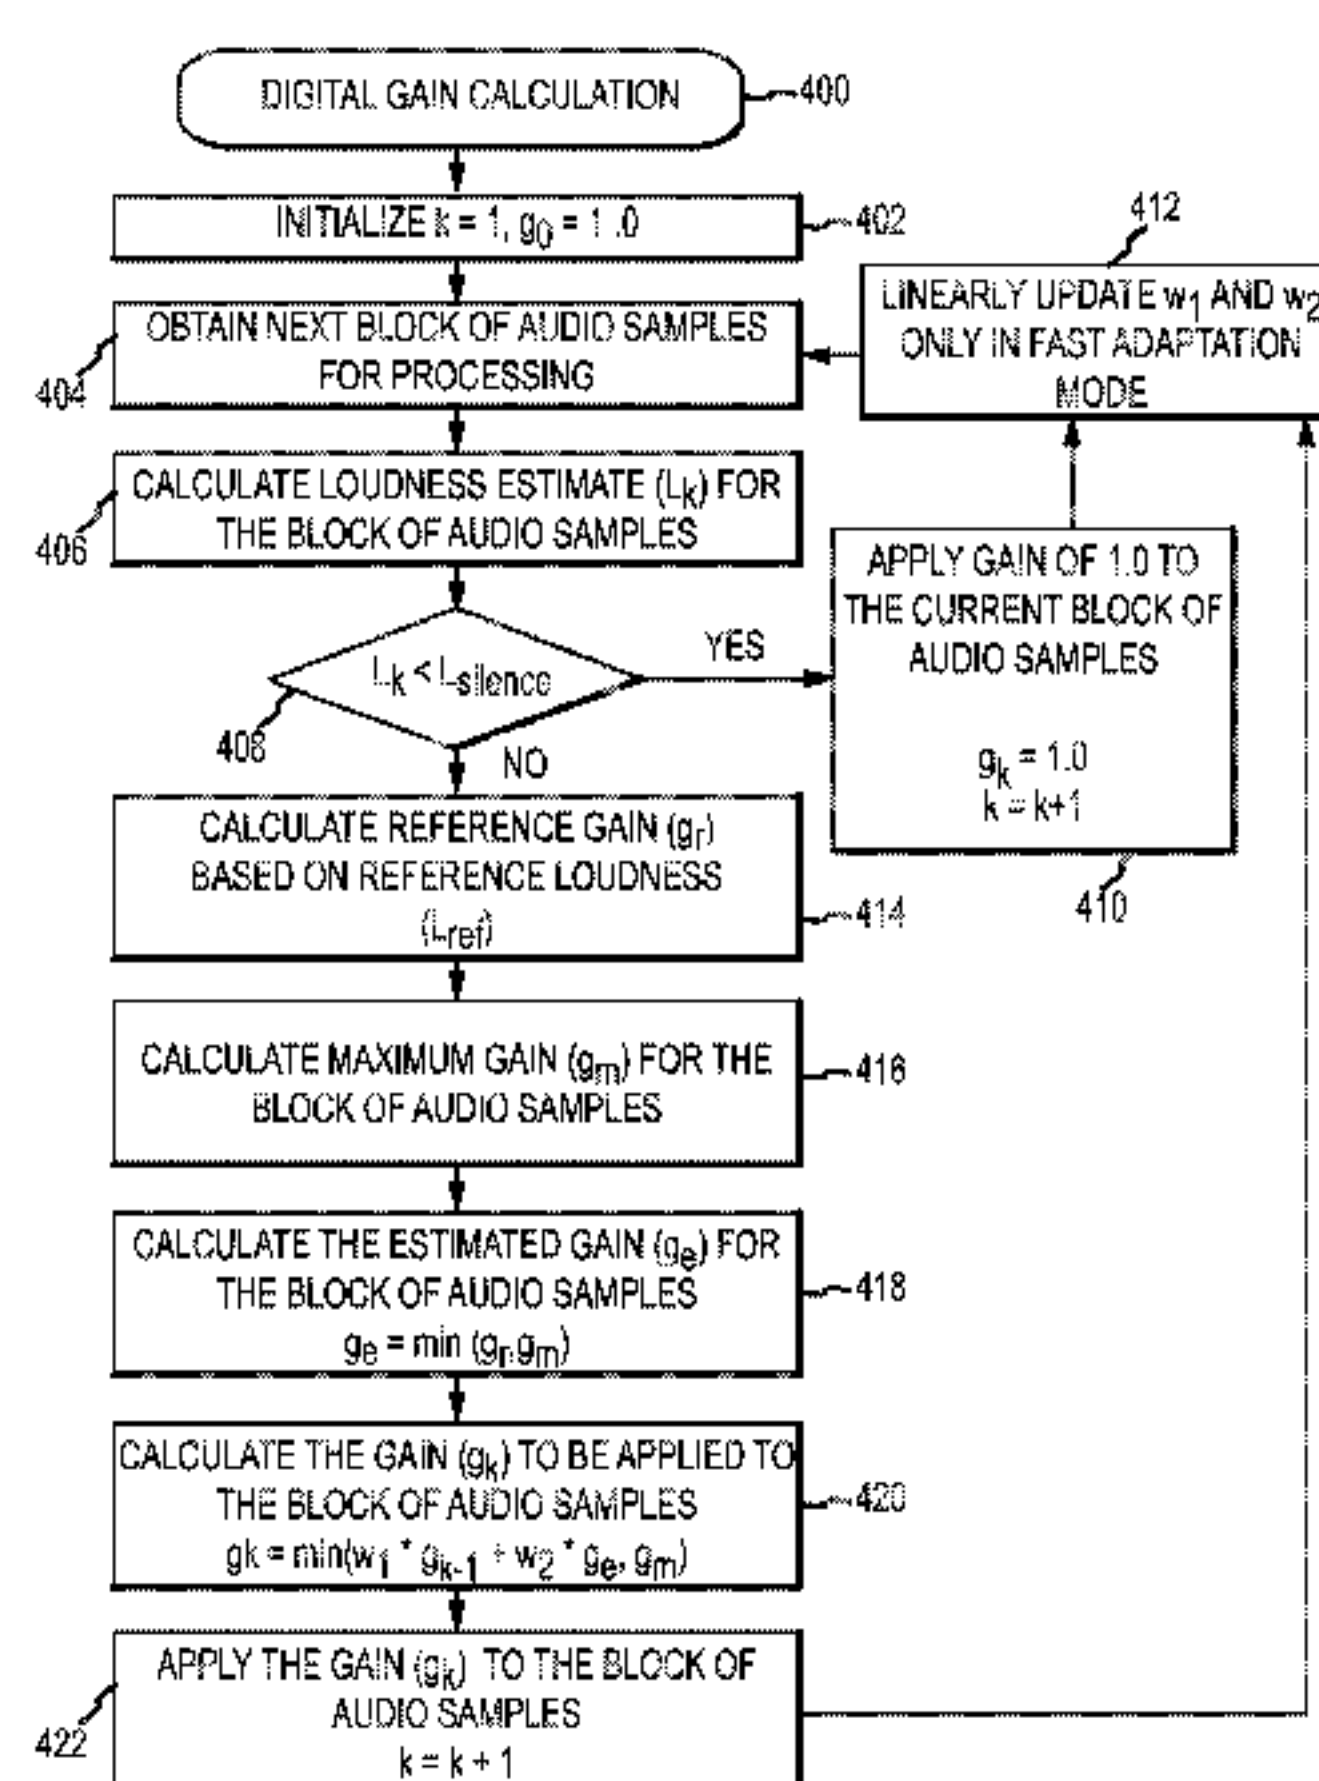 DIGITAL GAIN CALCULATION
400
INITIALIZE k = 1, g0 = 1.0
402
412
LINEARLY UPDATE w1 AND w2
ONLY IN FAST ADAPTATION
MODE
OBTAIN NEXT BLOCK OF AUDIO SAMPLES
FOR PROCESSING
404
CALCULATE LOUDNESS ESTIMATE (Lk) FOR
THE BLOCK OF AUDIO SAMPLES
406
Lk < Lsilence
408
YES
NO
APPLY GAIN OF 1.0 TO
THE CURRENT BLOCK OF
AUDIO SAMPLES
gk = 1.0
k = k+1
410
CALCULATE REFERENCE GAIN (gr)
BASED ON REFERENCE LOUDNESS
(Lref)
414
CALCULATE MAXIMUM GAIN (gm) FOR THE
BLOCK OF AUDIO SAMPLES
416
CALCULATE THE ESTIMATED GAIN (ge) FOR
THE BLOCK OF AUDIO SAMPLES
ge = min (gr,gm)
418
CALCULATE THE GAIN (gk) TO BE APPLIED TO
THE BLOCK OF AUDIO SAMPLES
gk = min(w1 * gk-1 + w2 * ge, gm)
420
APPLY THE GAIN (gk) TO THE BLOCK OF
AUDIO SAMPLES
k = k + 1
422